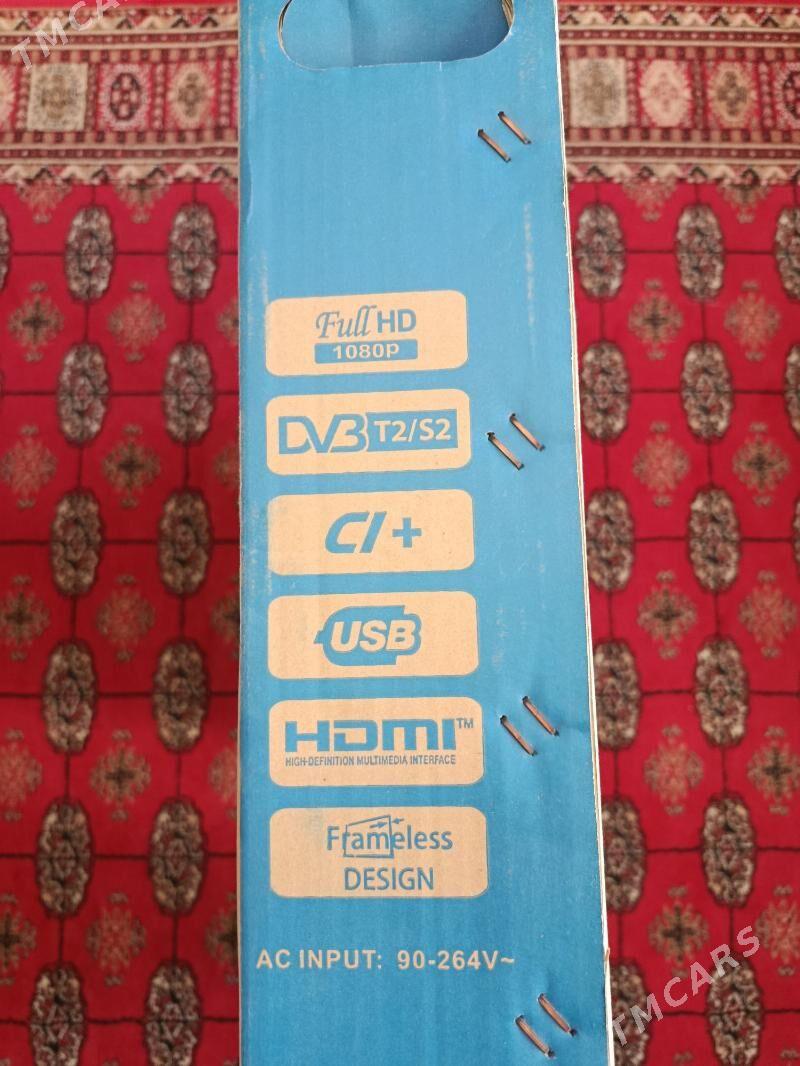 TMCARS
Full HD
1080p
DVB T2/S2
CI+
USB
HDMI™
HIGH-DEFINITION MULTIMEDIA INTERFACE
Frameless
DESIGN
AC INPUT: 90-264V~
TMCARS